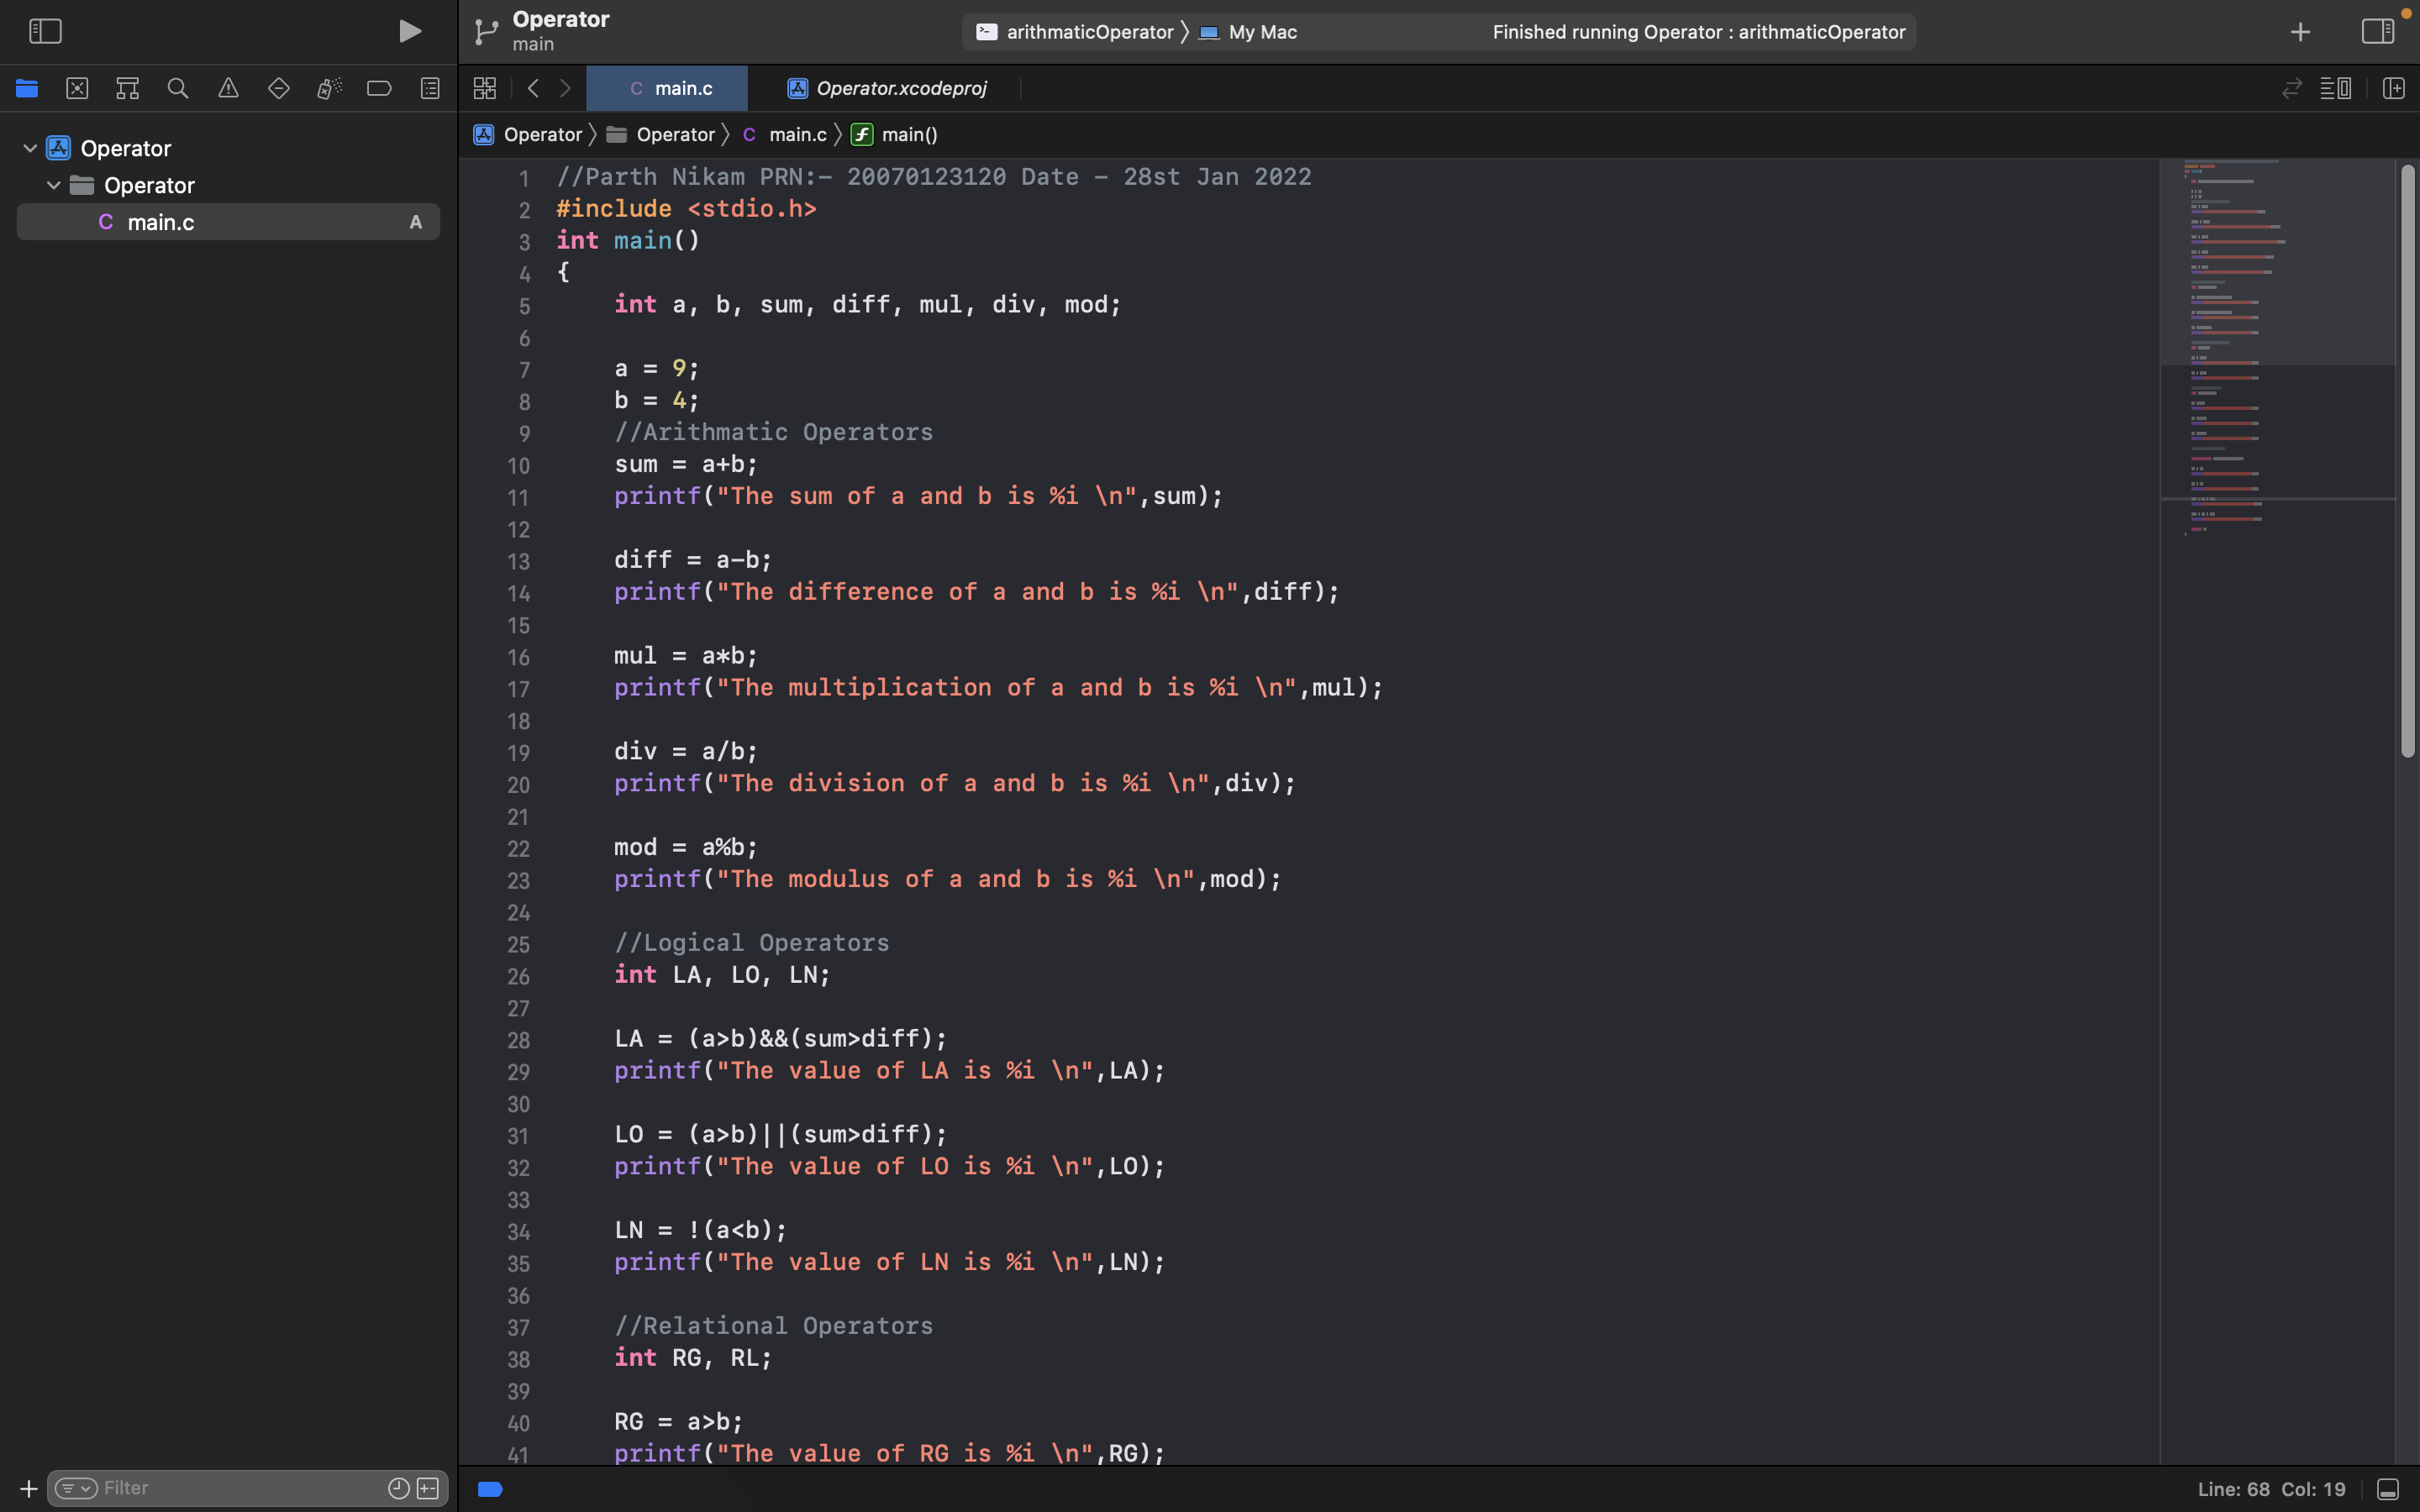 Operator
main
arithmaticOperator 〉 My Mac
Finished running Operator : arithmaticOperator
C main.c
Operator.xcodeproj
Operator 〉 Operator 〉 C main.c 〉 f main()
Operator
Operator
C main.c A
1 //Parth Nikam PRN:- 20070123120 Date - 28st Jan 2022
2 #include <stdio.h>
3 int main()
4 {
5 int a, b, sum, diff, mul, div, mod;
6
7 a = 9;
8 b = 4;
9 //Arithmatic Operators
10 sum = a+b;
11 printf("The sum of a and b is %i \n",sum);
12
13 diff = a-b;
14 printf("The difference of a and b is %i \n",diff);
15
16 mul = a*b;
17 printf("The multiplication of a and b is %i \n",mul);
18
19 div = a/b;
20 printf("The division of a and b is %i \n",div);
21
22 mod = a%b;
23 printf("The modulus of a and b is %i \n",mod);
24
25 //Logical Operators
26 int LA, LO, LN;
27
28 LA = (a>b)&&(sum>diff);
29 printf("The value of LA is %i \n",LA);
30
31 LO = (a>b)||(sum>diff);
32 printf("The value of LO is %i \n",LO);
33
34 LN = !(a<b);
35 printf("The value of LN is %i \n",LN);
36
37 //Relational Operators
38 int RG, RL;
39
40 RG = a>b;
41 printf("The value of RG is %i \n",RG);
Filter
Line: 68 Col: 19